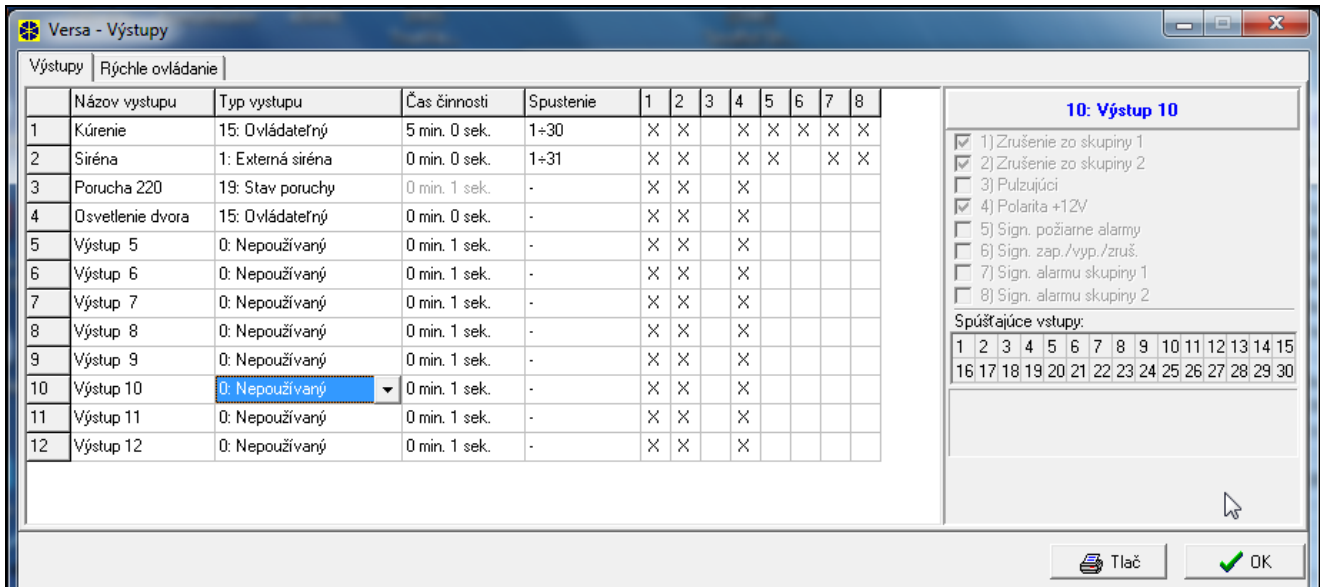 Versa - Výstupy
Výstupy Rýchle ovládanie
Názov vystupu Typ vystupu Čas činnosti Spustenie 1 2 3 4 5 6 7 8
1 Kúrenie 15: Ovládateľný 5 min. 0 sek. 1÷30 X X X X X X X
2 Siréna 1: Externá siréna 0 min. 0 sek. 1÷31 X X X X X X
3 Porucha 220 19: Stav poruchy 0 min. 1 sek. - X X X
4 Osvetlenie dvora 15: Ovládateľný 0 min. 0 sek. - X X X
5 Výstup 5 0: Nepoužívaný 0 min. 1 sek. - X X X
6 Výstup 6 0: Nepoužívaný 0 min. 1 sek. - X X X
7 Výstup 7 0: Nepoužívaný 0 min. 1 sek. - X X X
8 Výstup 8 0: Nepoužívaný 0 min. 1 sek. - X X X
9 Výstup 9 0: Nepoužívaný 0 min. 1 sek. - X X X
10 Výstup 10 0: Nepoužívaný 0 min. 1 sek. - X X X
11 Výstup 11 0: Nepoužívaný 0 min. 1 sek. - X X X
12 Výstup 12 0: Nepoužívaný 0 min. 1 sek. - X X X
10: Výstup 10
1) Zrušenie zo skupiny 1
2) Zrušenie zo skupiny 2
3) Pulzujúci
4) Polarita +12V
5) Sign. požiarne alarmy
6) Sign. zap./vyp./zruš.
7) Sign. alarmu skupiny 1
8) Sign. alarmu skupiny 2
Spúšťajúce vstupy:
1 2 3 4 5 6 7 8 9 10 11 12 13 14 15
16 17 18 19 20 21 22 23 24 25 26 27 28 29 30
Tlač OK